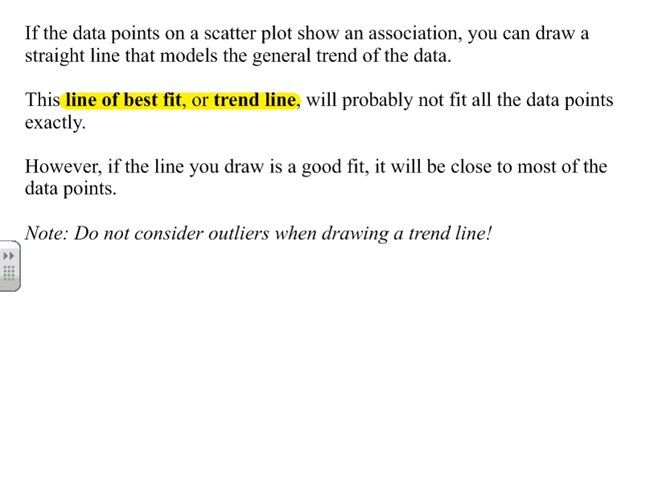 If the data points on a scatter plot show an association, you can draw a
straight line that models the general trend of the data.
This line of best fit, or trend line, will probably not fit all the data points
exactly.
However, if the line you draw is a good fit, it will be close to most of the
data points.
Note: Do not consider outliers when drawing a trend line!